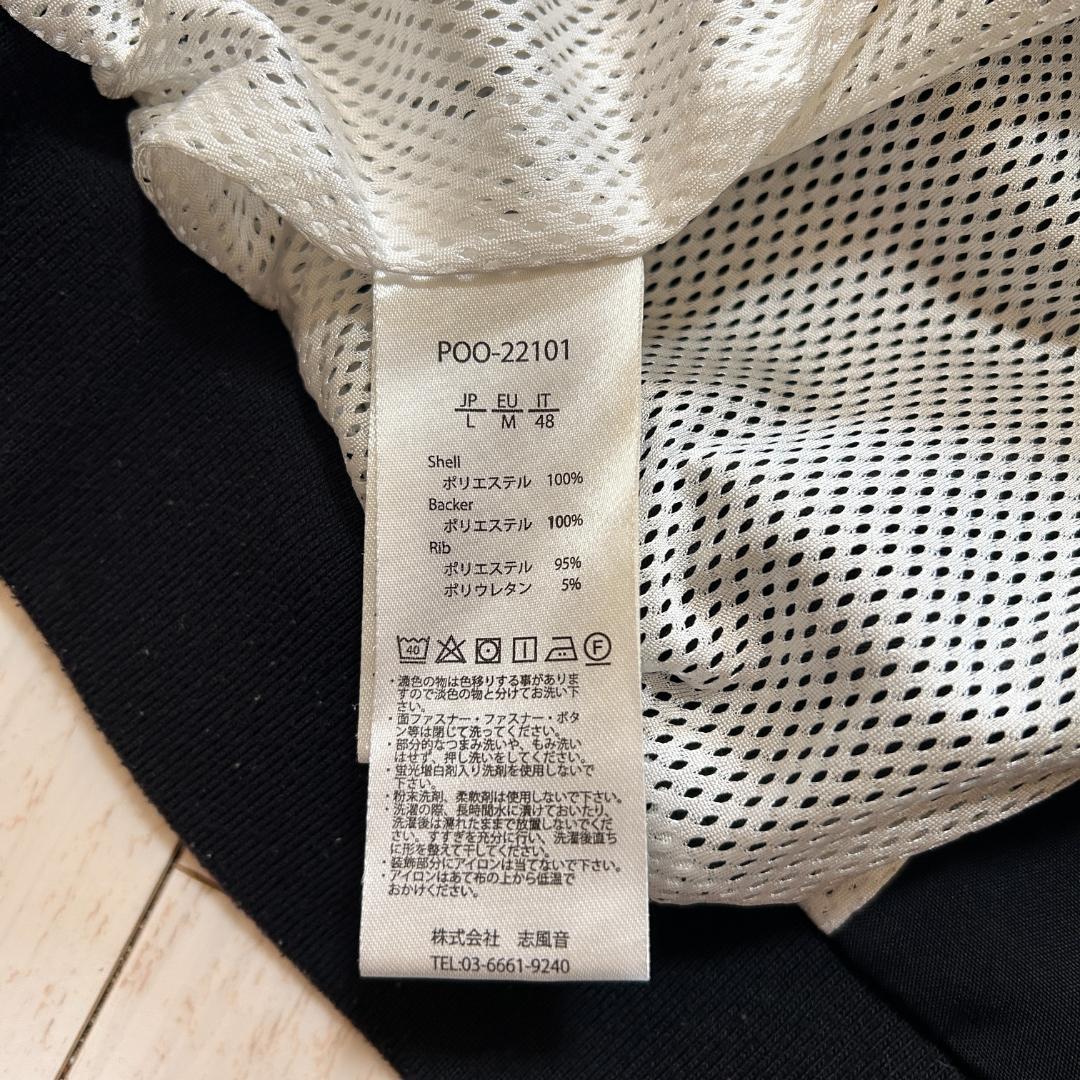 POO-22101
JP EU IT
L M 48
Shell
ポリエステル 100%
Backer
ポリエステル 100%
Rib
ポリエステル 95%
ポリウレタン 5%
40 F
・濃色の物は色移りする事がありま
すので淡色の物と分けてお洗い下
さい。
・面ファスナー・ファスナー・ボタ
ン等は閉じて洗ってください。
・部分的なつまみ洗いや、もみ洗い
はせず、押し洗いをしてください。
・蛍光増白剤入り洗剤を使用しないで
下さい。
・粉末洗剤、柔軟剤は使用しないで下さい。
・洗濯の際、長時間水に漬けておいたり、
洗濯後は濡れたままで放置しないでくだ
さい。すすぎを充分に行い、洗濯後直ち
に形を整えて干してください。
・装飾部分にアイロンは当てないで下さい。
・アイロンはあて布の上から低温で
おかけください。
株式会社 志風音
TEL:03-6661-9240